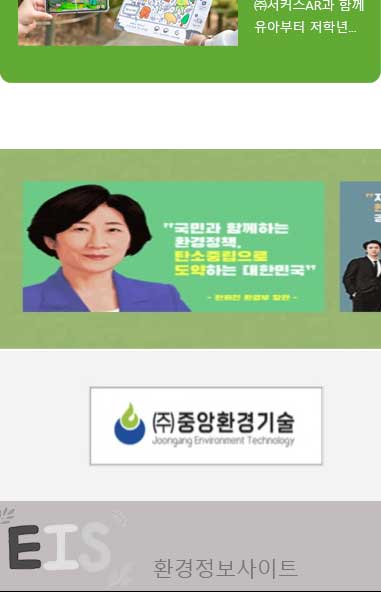 ㈜서커스AR과 함께
유아부터 저학년...
"국민과 함께하는
환경정책,
탄소중립으로
도약하는 대한민국"
- 한화진 환경부 장관 -
㈜중앙환경기술
Joongang Environment Technology
EIS
환경정보사이트